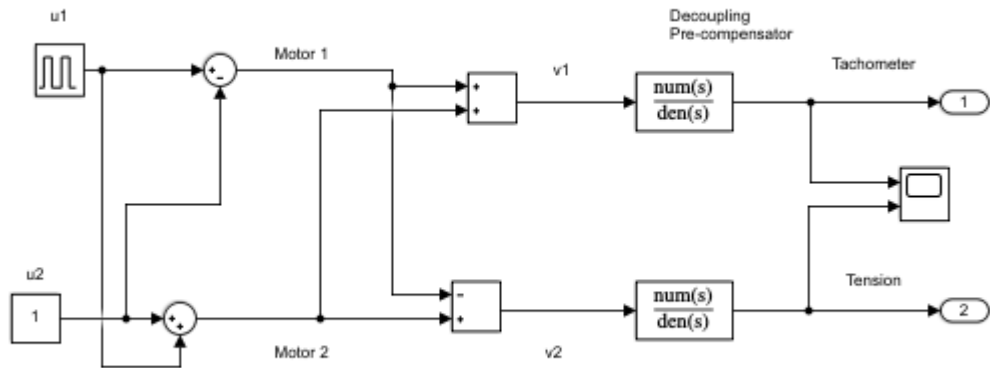 u1
Decoupling
Pre-compensator
Motor 1
v1
Tachometer
num(s)
den(s)
1
u2
1
Motor 2
v2
num(s)
den(s)
Tension
2